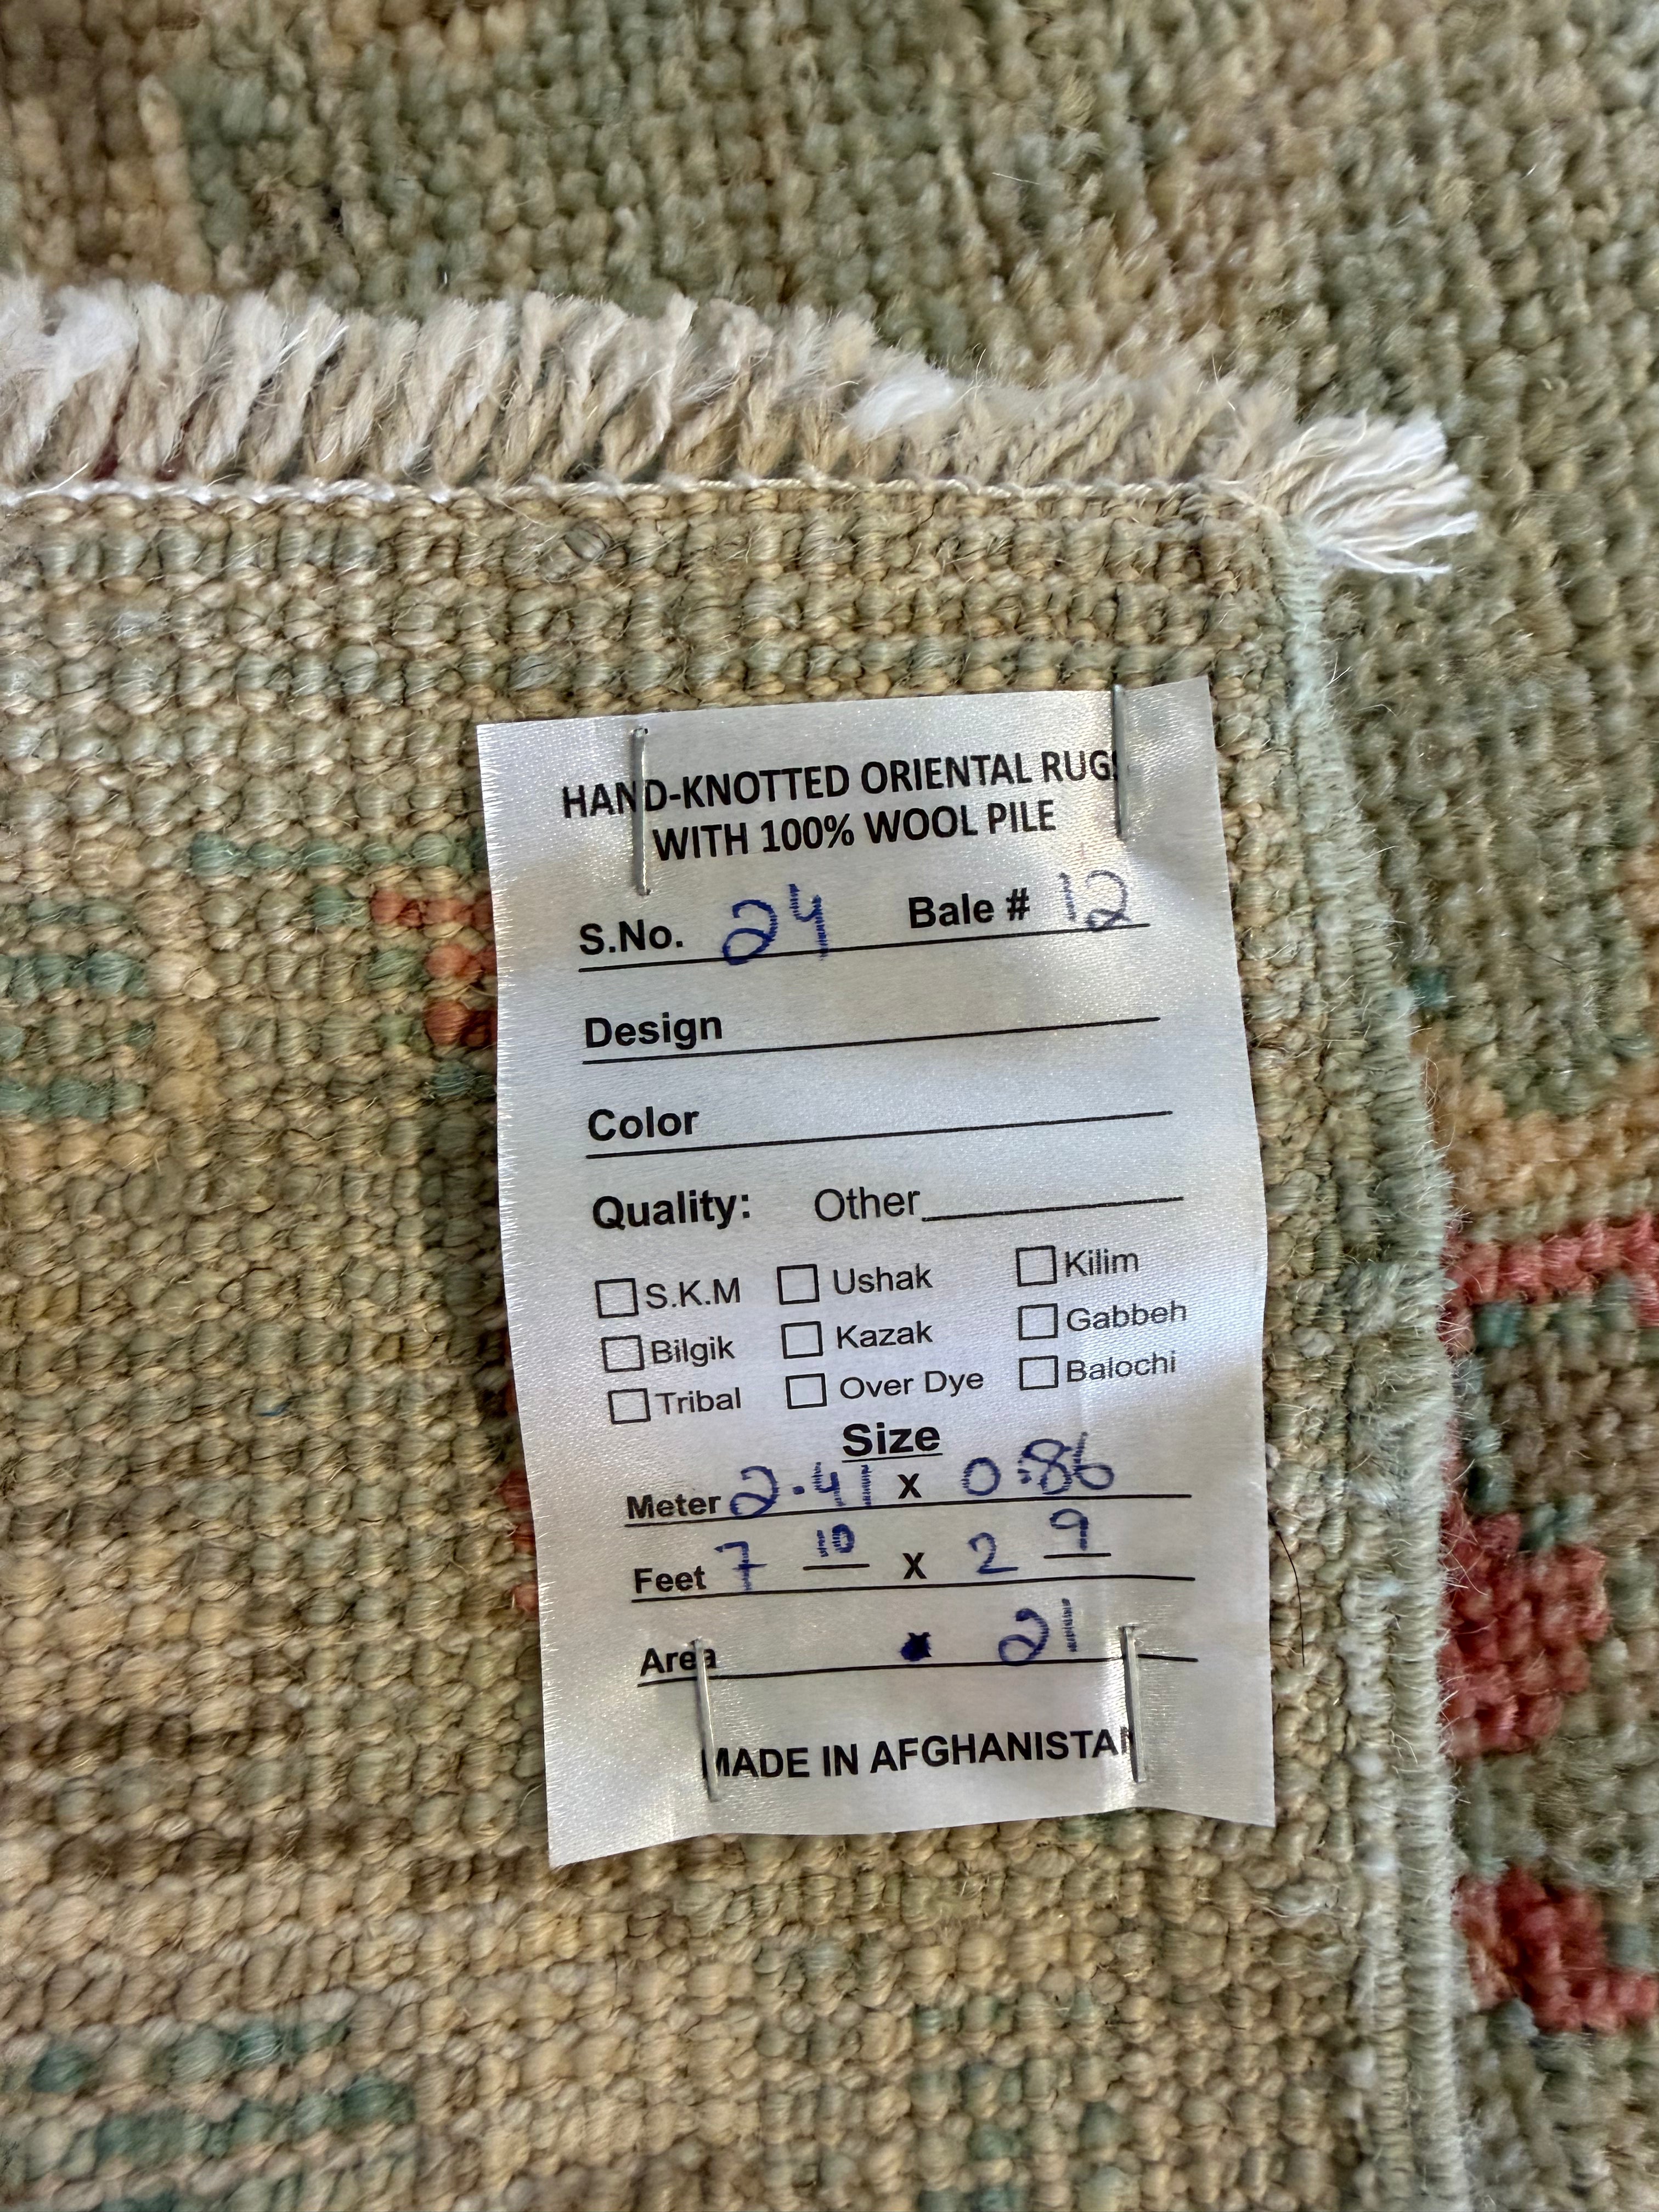 HAND-KNOTTED ORIENTAL RUGS
WITH 100% WOOL PILE
S.No. 24 Bale # 12
Design
Color
Quality: Other
S.K.M Ushak Kilim
Bilgik Kazak Gabbeh
Tribal Over Dye Balochi
Size
Meter 2.41 x 0.86
Feet 7 10 x 2 9
Area 21
MADE IN AFGHANISTAN